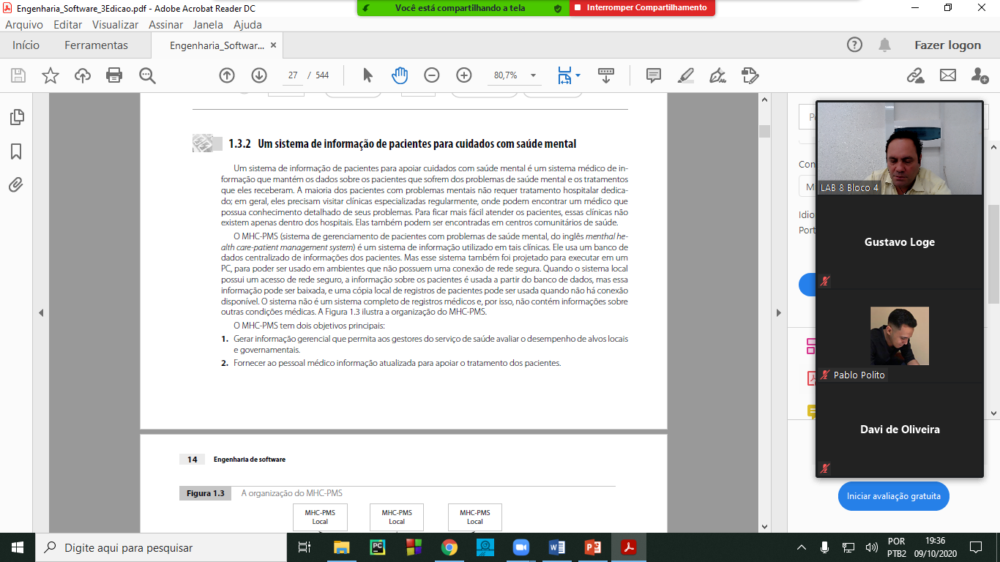 Engenharia_Software_3Edicao.pdf - Adobe Acrobat Reader DC
Você está compartilhando a tela
Interromper Compartilhamento
Arquivo Editar Visualizar Assinar Janela Ajuda
Início Ferramentas Engenharia_Softwar... × Fazer logon
27 / 544 80,7%
1.3.2 Um sistema de informação de pacientes para cuidados com saúde mental
Um sistema de informação de pacientes para apoiar cuidados com saúde mental é um sistema médico de in-
formação que mantém os dados sobre os pacientes que sofrem dos problemas de saúde mental e os tratamentos
que eles receberam. A maioria dos pacientes com problemas mentais não requer tratamento hospitalar dedica-
do; em geral, eles precisam visitar clínicas especializadas regularmente, onde podem encontrar um médico que
possua conhecimento detalhado de seus problemas. Para ficar mais fácil atender os pacientes, essas clínicas não
existem apenas dentro dos hospitais. Elas também podem ser encontradas em centros comunitários de saúde.
O MHC-PMS (sistema de gerenciamento de pacientes com problemas de saúde mental, do inglês menthal he-
alth care-patient management system) é um sistema de informação utilizado em tais clínicas. Ele usa um banco de
dados centralizado de informações dos pacientes. Mas esse sistema também foi projetado para executar em um
PC, para poder ser usado em ambientes que não possuem uma conexão de rede segura. Quando o sistema local
possui um acesso de rede seguro, a informação sobre os pacientes é usada a partir do banco de dados, mas essa
informação pode ser baixada, e uma cópia local de registros de pacientes pode ser usada quando não há conexão
disponível. O sistema não é um sistema completo de registros médicos e, por isso, não contém informações sobre
outras condições médicas. A Figura 1.3 ilustra a organização do MHC-PMS.
O MHC-PMS tem dois objetivos principais:
1. Gerar informação gerencial que permita aos gestores do serviço de saúde avaliar o desempenho de alvos locais
e governamentais.
2. Fornecer ao pessoal médico informação atualizada para apoiar o tratamento dos pacientes.
14 Engenharia de software
Figura 1.3 A organização do MHC-PMS
MHC-PMS
Local
MHC-PMS
Local
MHC-PMS
Local
Con
M
Idio
Port
LAB 8 Bloco 4
Gustavo Loge
Pablo Polito
Davi de Oliveira
Iniciar avaliação gratuita
Digite aqui para pesquisar
POR
PTB2
19:36
09/10/2020